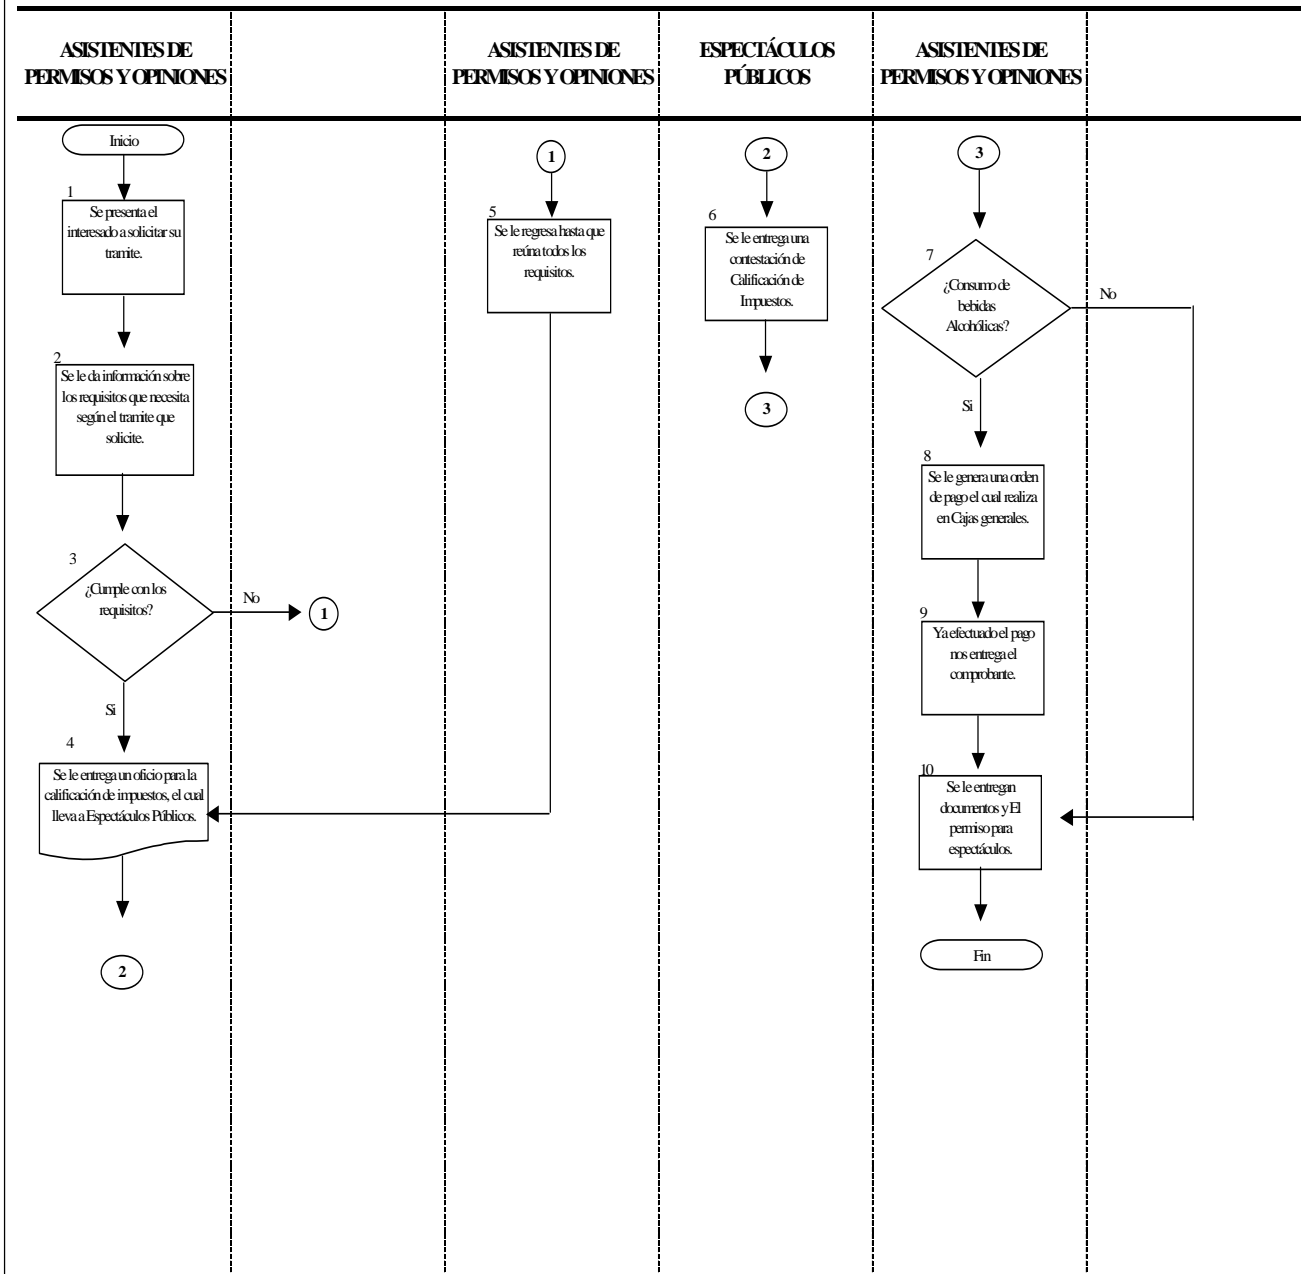 ASISTENTES DE
PERMISOS Y OPINIONES
ASISTENTES DE
PERMISOS Y OPINIONES
ESPECTÁCULOS
PÚBLICOS
ASISTENTES DE
PERMISOS Y OPINIONES
Inicio
1
Se presenta el
interesado a solicitar su
tramite.
2
Se le da información sobre
los requisitos que necesita
según el tramite que
solicite.
3
¿Cumple con los
requisitos?
No
1
Si
4
Se le entrega un oficio para la
calificación de impuestos, el cual
lleva a Espectáculos Públicos.
2
1
5
Se le regresa hasta que
reúna todos los
requisitos.
2
6
Se le entrega una
contestación de
Calificación de
Impuestos.
3
3
7
¿Consumo de
bebidas
Alcohólicas?
No
Si
8
Se le genera una orden
de pago el cual realiza
en Cajas generales.
9
Ya efectuado el pago
nos entrega el
comprobante.
10
Se le entregan
documentos y El
permiso para
espectáculos.
Fin